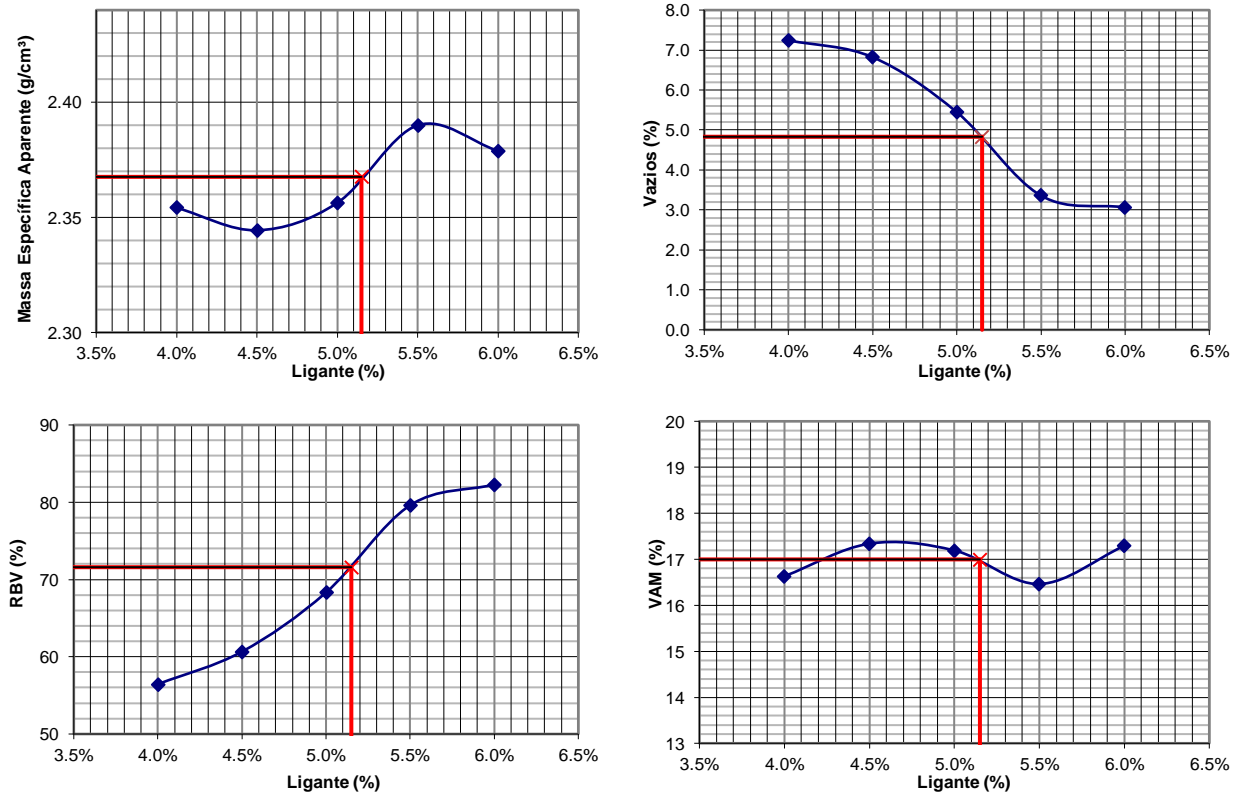 Massa Específica Aparente (g/cm³)
2.40
2.35
2.30
3.5% 4.0% 4.5% 5.0% 5.5% 6.0% 6.5%
Ligante (%)
Vazios (%)
8.0
7.0
6.0
5.0
4.0
3.0
2.0
1.0
0.0
3.5% 4.0% 4.5% 5.0% 5.5% 6.0% 6.5%
Ligante (%)
RBV (%)
90
80
70
60
50
3.5% 4.0% 4.5% 5.0% 5.5% 6.0% 6.5%
Ligante (%)
VAM (%)
20
19
18
17
16
15
14
13
3.5% 4.0% 4.5% 5.0% 5.5% 6.0% 6.5%
Ligante (%)